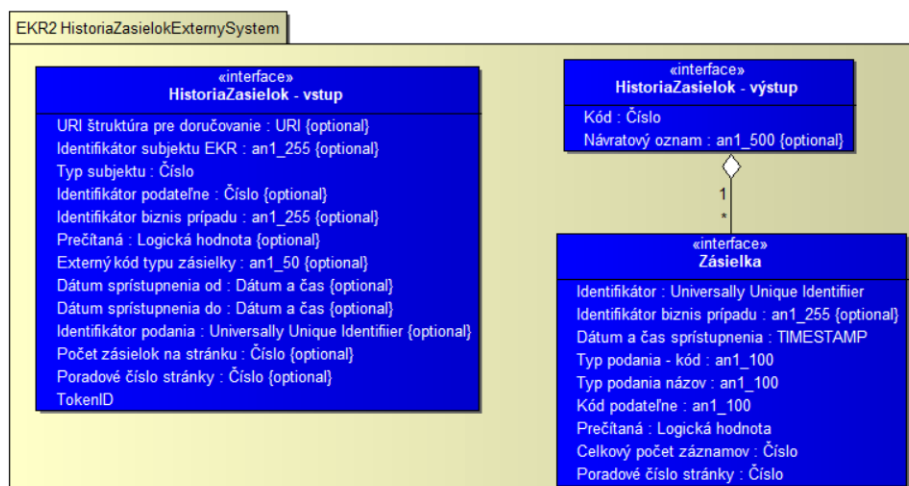 EKR2 HistoriaZasielokExternySystem
«interface»
HistoriaZasielok - vstup
URI štruktúra pre doručovanie : URI {optional}
Identifikátor subjektu EKR : an1_255 {optional}
Typ subjektu : Číslo
Identifikátor podateľne : Číslo {optional}
Identifikátor biznis prípadu : an1_255 {optional}
Prečítaná : Logická hodnota {optional}
Externý kód typu zásielky : an1_50 {optional}
Dátum sprístupnenia od : Dátum a čas {optional}
Dátum sprístupnenia do : Dátum a čas {optional}
Identifikátor podania : Universally Unique Identifiier {optional}
Počet zásielok na stránku : Číslo {optional}
Poradové číslo stránky : Číslo {optional}
TokenID
«interface»
HistoriaZasielok - výstup
Kód : Číslo
Návratový oznam : an1_500 {optional}
1
*
«interface»
Zásielka
Identifikátor : Universally Unique Identifiier
Identifikátor biznis prípadu : an1_255 {optional}
Dátum a čas sprístupnenia : TIMESTAMP
Typ podania - kód : an1_100
Typ podania názov : an1_100
Kód podateľne : an1_100
Prečítaná : Logická hodnota
Celkový počet záznamov : Číslo
Poradové číslo stránky : Číslo